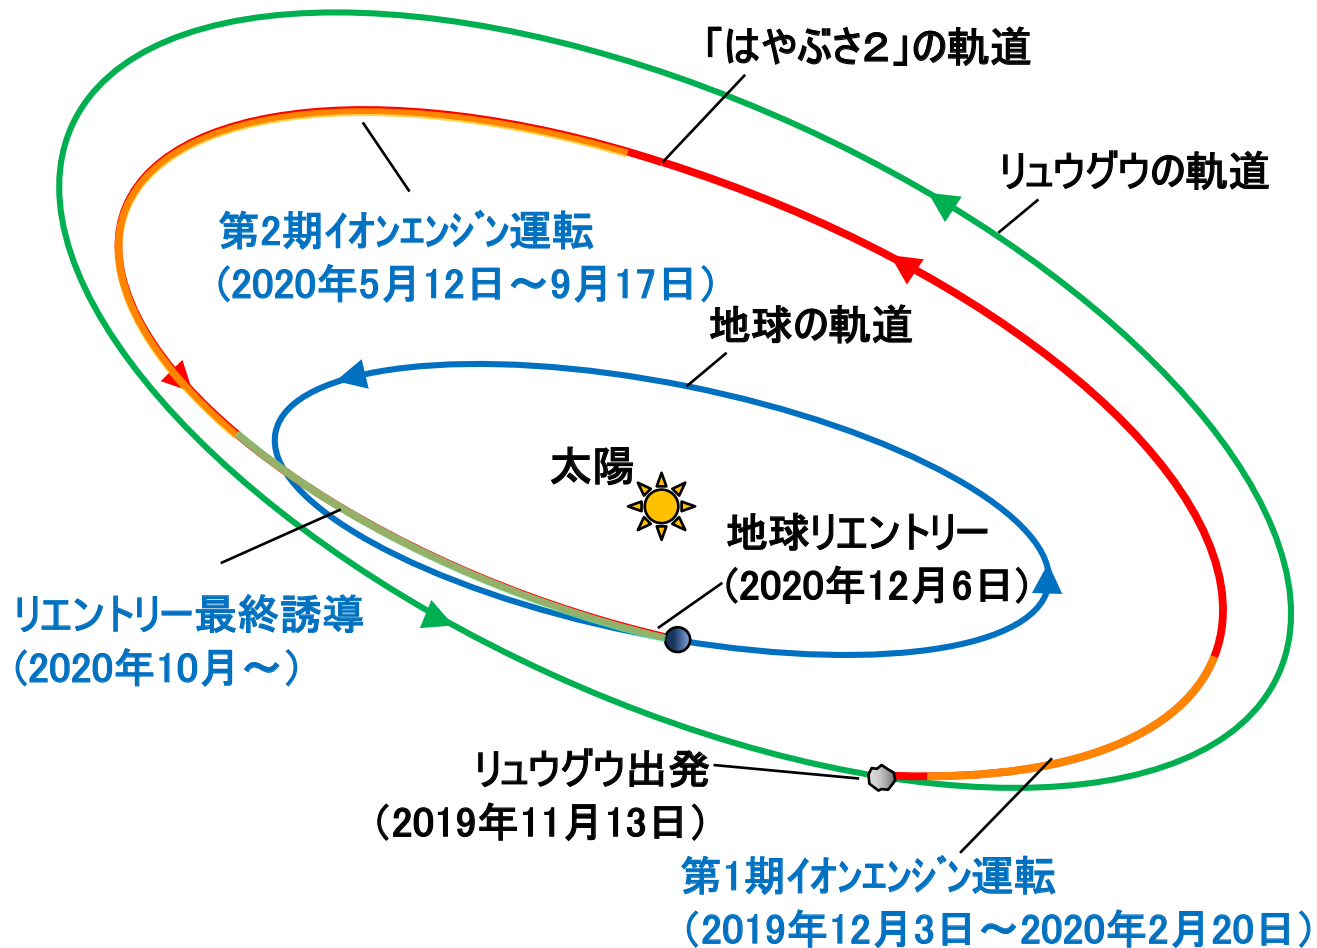 「はやぶさ２」の軌道
リュウグウの軌道
第2期イオンエンジン運転
（2020年5月12日～9月17日）
地球の軌道
太陽
地球リエントリー
（2020年12月6日）
リエントリー最終誘導
（2020年10月～）
リュウグウ出発
（2019年11月13日）
第1期イオンエンジン運転
（2019年12月3日～2020年2月20日）